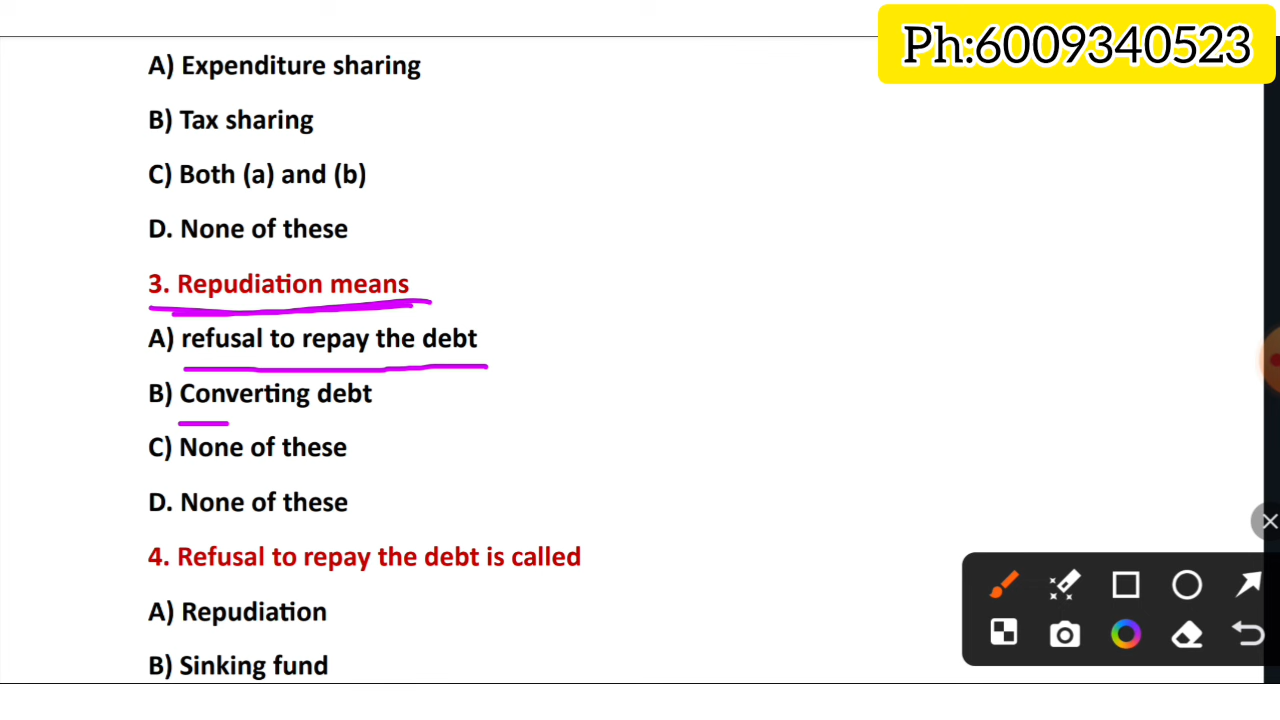 Ph:6009340523
A) Expenditure sharing
B) Tax sharing
C) Both (a) and (b)
D. None of these
3. Repudiation means
A) refusal to repay the debt
B) Converting debt
C) None of these
D. None of these
4. Refusal to repay the debt is called
A) Repudiation
B) Sinking fund